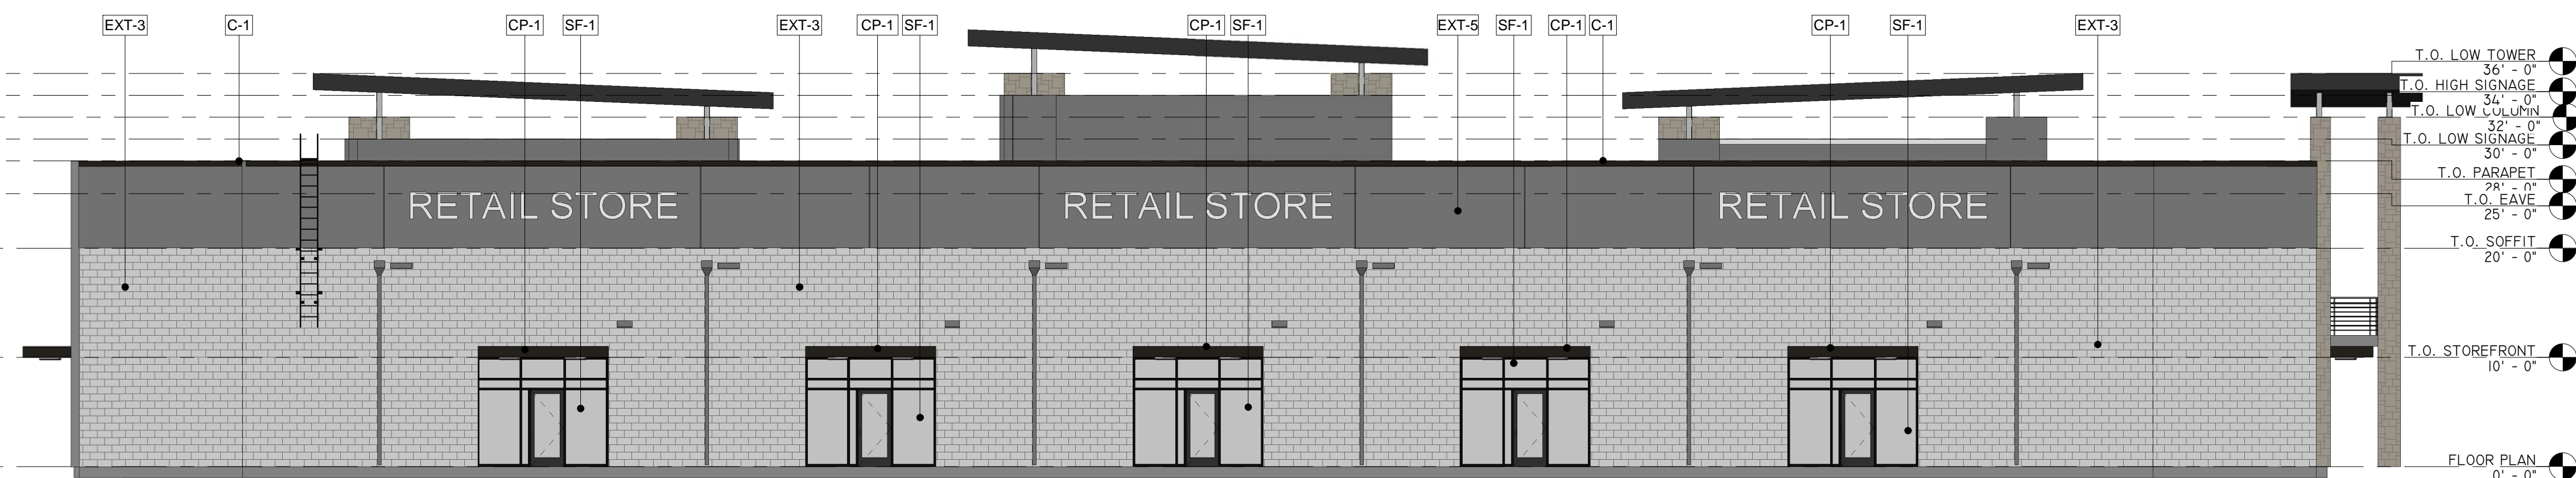 EXT-3 C-1 CP-1 SF-1 EXT-3 CP-1 SF-1 CP-1 SF-1 EXT-5 SF-1 CP-1 C-1 CP-1 SF-1 EXT-3
T.O. LOW TOWER
36' - 0"
T.O. HIGH SIGNAGE
34' - 0"
T.O. LOW COLUMN
32' - 0"
T.O. LOW SIGNAGE
30' - 0"
T.O. PARAPET
28' - 0"
T.O. EAVE
25' - 0"
RETAIL STORE RETAIL STORE RETAIL STORE
T.O. SOFFIT
20' - 0"
T.O. STOREFRONT
10' - 0"
FLOOR PLAN
0' - 0"